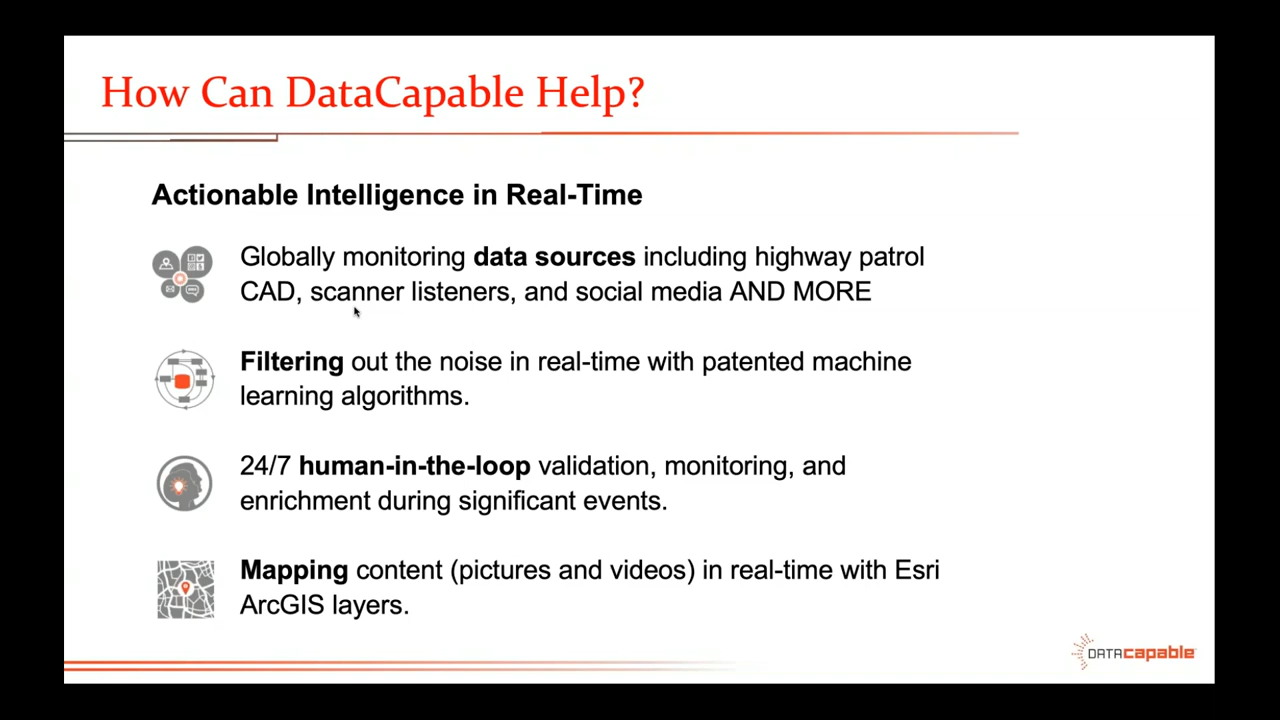 How Can DataCapable Help?
Actionable Intelligence in Real-Time
Globally monitoring data sources including highway patrol
CAD, scanner listeners, and social media AND MORE
Filtering out the noise in real-time with patented machine
learning algorithms.
24/7 human-in-the-loop validation, monitoring, and
enrichment during significant events.
Mapping content (pictures and videos) in real-time with Esri
ArcGIS layers.
DATAcapable